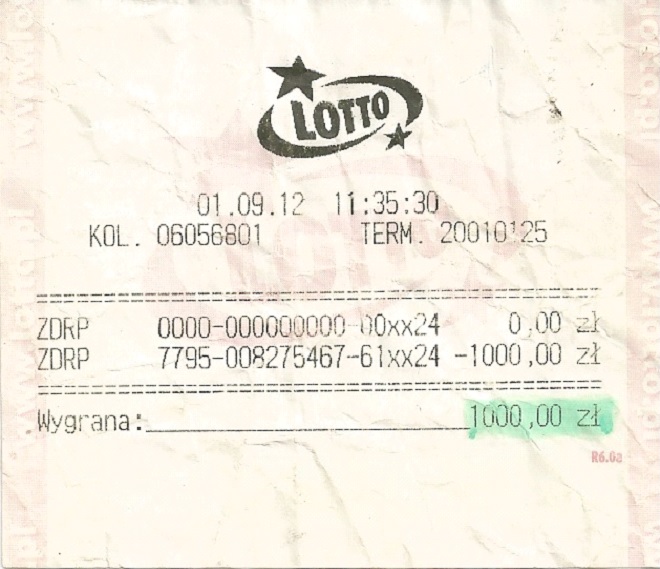 LOTTO
01.09.12 11:35:30
KOL. 06056801 TERM. 20010125
ZDRP 0000-000000000-00xx24 0,00 zł
ZDRP 7795-008275467-61xx24 -1000,00 zł
Wygrana: 1000,00 zł
R6.0a